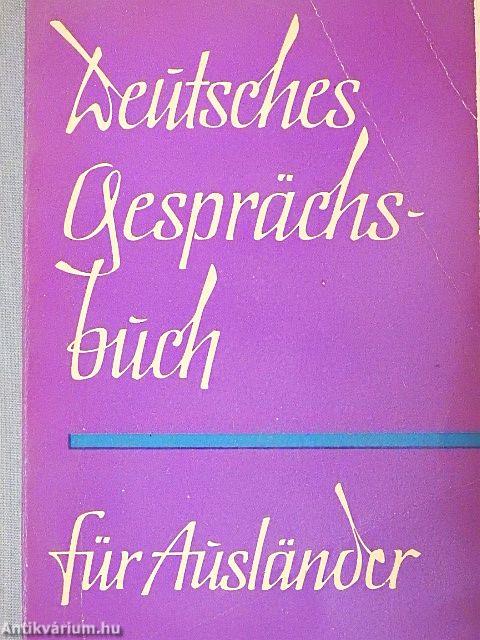 Deutsches
Gesprächs-
buch
für Ausländer
Antikvárium.hu